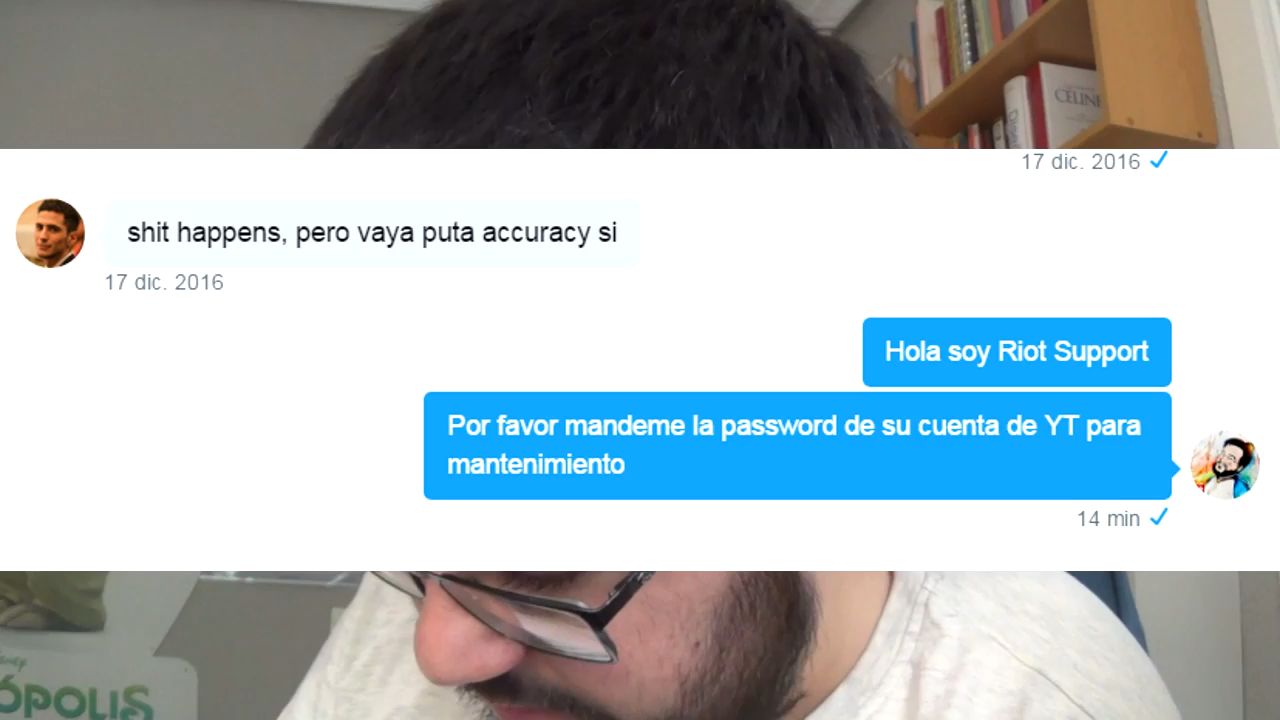 CELINE
17 dic. 2016
shit happens, pero vaya puta accuracy si
17 dic. 2016
Hola soy Riot Support
Por favor mandeme la password de su cuenta de YT para
mantenimiento
14 min
ÓPOLIS